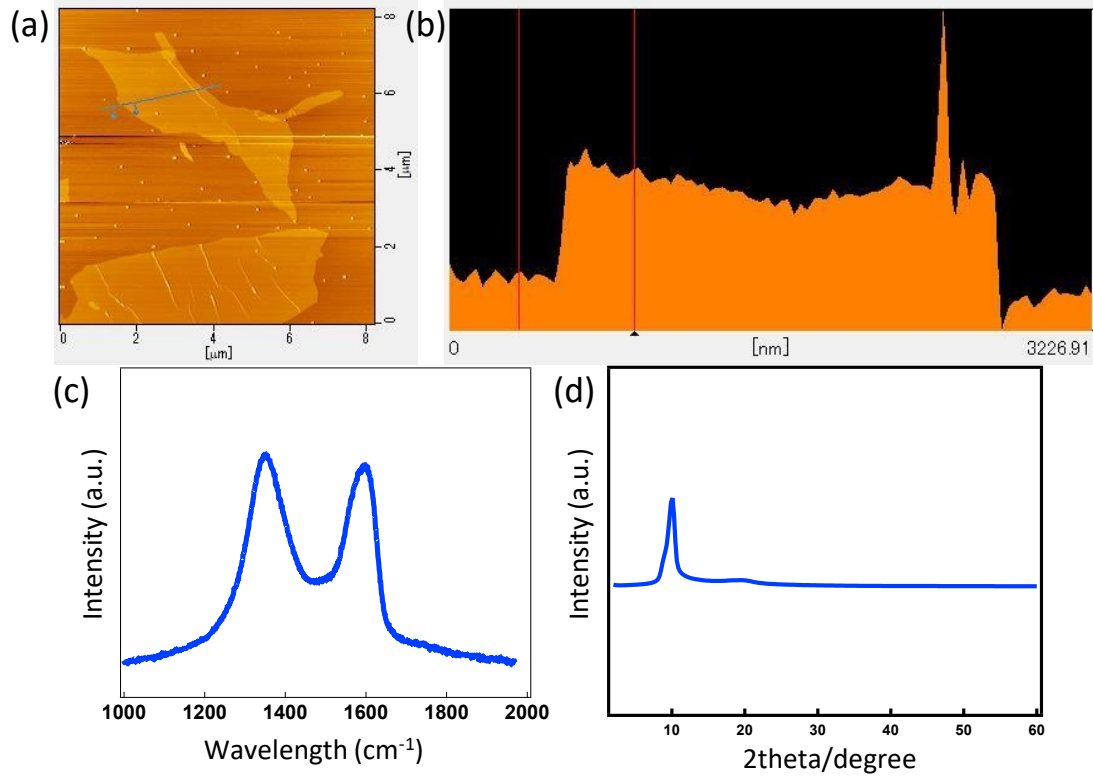 (a)
8
6
4
2
0
[μm]
0
2
4
6
8
[μm]
(b)
0
[nm]
3226.91
(c)
Intensity (a.u.)
1000
1200
1400
1600
1800
2000
Wavelength (cm⁻¹)
(d)
Intensity (a.u.)
10
20
30
40
50
60
2theta/degree